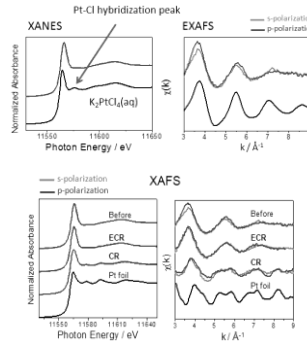 Pt-Cl hybridization peak
XANES
EXAFS
s-polarization
p-polarization
Normalized Absorbance
K2PtCl4(aq)
11550 11600 11650
Photon Energy / eV
χ(k)
3 4 5 6 7 8 9
k / Å-1
s-polarization
p-polarization
XAFS
Normalized Absorbance
Before
ECR
CR
Pt foil
11560 11580 11610 11640
Photon Energy / eV
χ(k)
Before
ECR
CR
Pt foil
3 4 5 6 7 8 9
k / Å-1